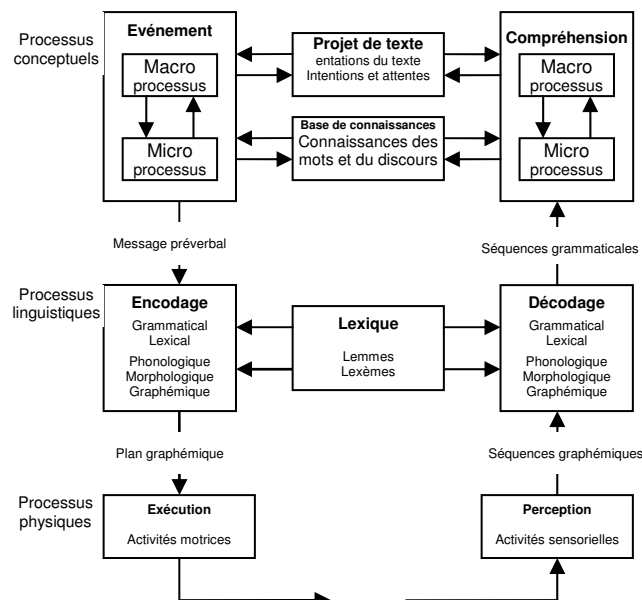 Processus
conceptuels
Evénement
Macro
processus
Micro
processus
Projet de texte
entations du texte
Intentions et attentes
Base de connaissances
Connaissances des
mots et du discours
Compréhension
Macro
processus
Micro
processus
Message préverbal
Séquences grammaticales
Processus
linguistiques
Encodage
Grammatical
Lexical
Phonologique
Morphologique
Graphémique
Lexique
Lemmes
Lexèmes
Décodage
Grammatical
Lexical
Phonologique
Morphologique
Graphémique
Plan graphémique
Séquences graphémiques
Processus
physiques
Exécution
Activités motrices
Perception
Activités sensorielles